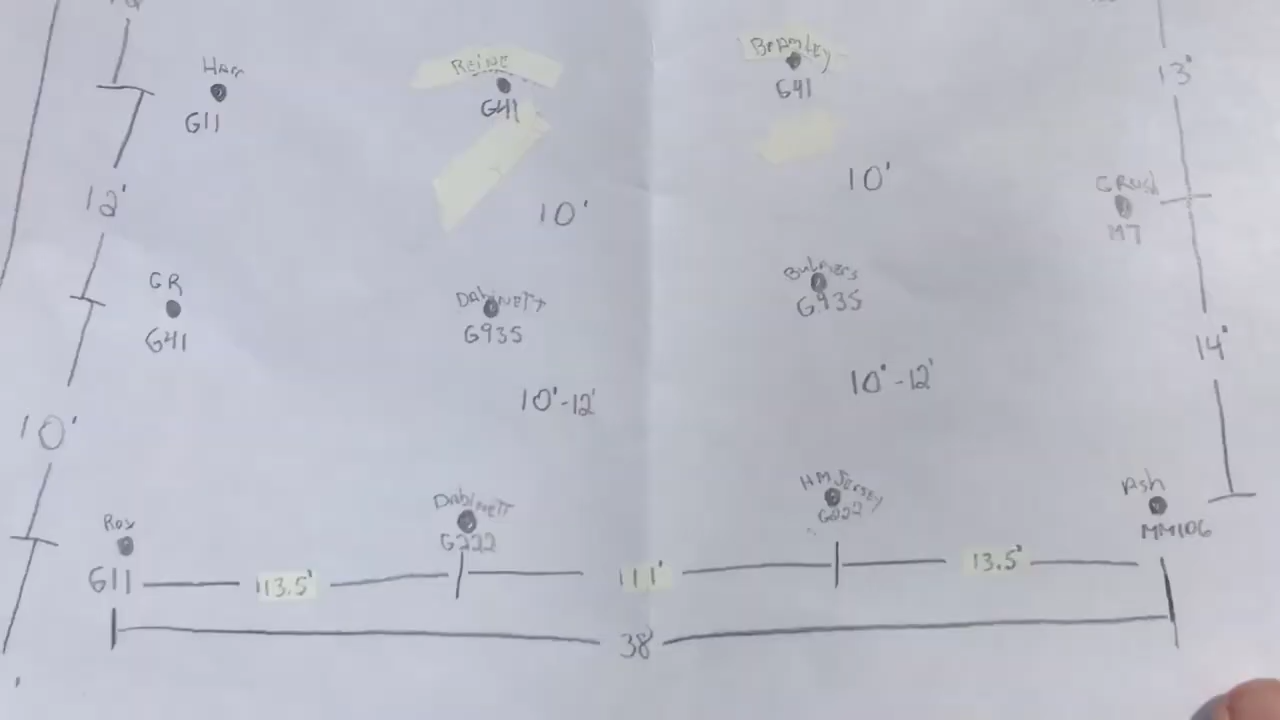 Harr
G11
REINE
G41
BRAMLEY
G41
13'
12'
10'
10'
CRUSh
M7
GR
G41
DABINETT
G935
Bulmers
G935
14'
10'
10'-12'
10'-12'
Rox
G11
DABINETT
G222
HM Jersey
G222
Ash
MM106
13.5'
11'
13.5'
38'